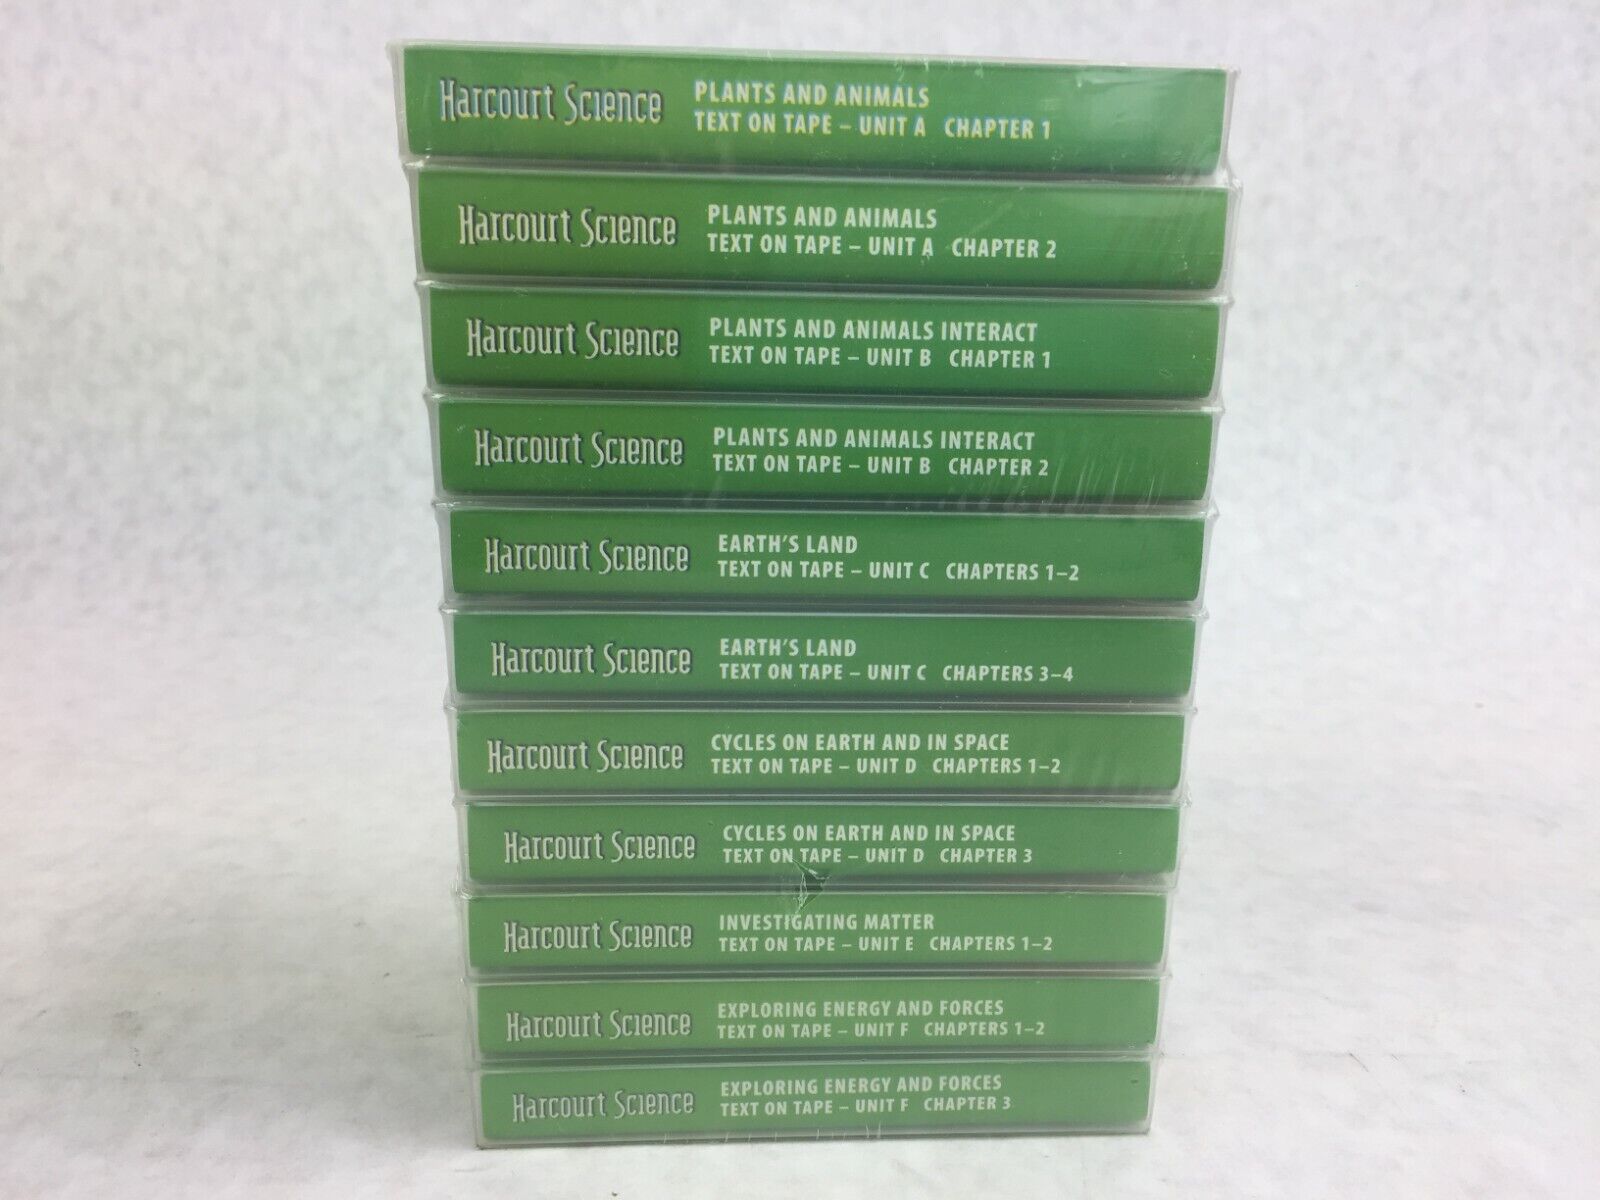 Harcourt Science
PLANTS AND ANIMALS
TEXT ON TAPE – UNIT A CHAPTER 1
Harcourt Science
PLANTS AND ANIMALS
TEXT ON TAPE – UNIT A CHAPTER 2
Harcourt Science
PLANTS AND ANIMALS INTERACT
TEXT ON TAPE – UNIT B CHAPTER 1
Harcourt Science
PLANTS AND ANIMALS INTERACT
TEXT ON TAPE – UNIT B CHAPTER 2
Harcourt Science
EARTH'S LAND
TEXT ON TAPE – UNIT C CHAPTERS 1–2
Harcourt Science
EARTH'S LAND
TEXT ON TAPE – UNIT C CHAPTERS 3–4
Harcourt Science
CYCLES ON EARTH AND IN SPACE
TEXT ON TAPE – UNIT D CHAPTERS 1–2
Harcourt Science
CYCLES ON EARTH AND IN SPACE
TEXT ON TAPE – UNIT D CHAPTER 3
Harcourt Science
INVESTIGATING MATTER
TEXT ON TAPE – UNIT E CHAPTERS 1–2
Harcourt Science
EXPLORING ENERGY AND FORCES
TEXT ON TAPE – UNIT F CHAPTERS 1–2
Harcourt Science
EXPLORING ENERGY AND FORCES
TEXT ON TAPE – UNIT F CHAPTER 3